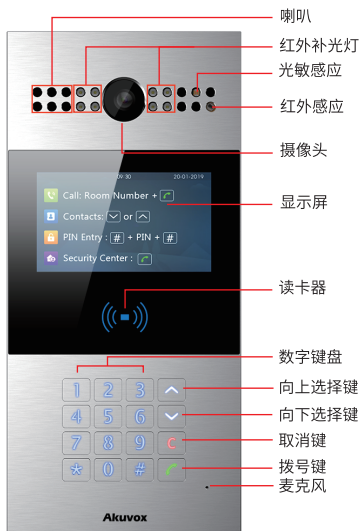 喇叭
红外补光灯
光敏感应
红外感应
摄像头
09:30 20-01-2019
Call: Room Number +
显示屏
Contacts: or
PIN Entry : # + PIN + #
Security Center :
读卡器
数字键盘
1 2 3
向上选择键
4 5 6
向下选择键
7 8 9 C
取消键
* 0 #
拨号键
麦克风
Akuvox